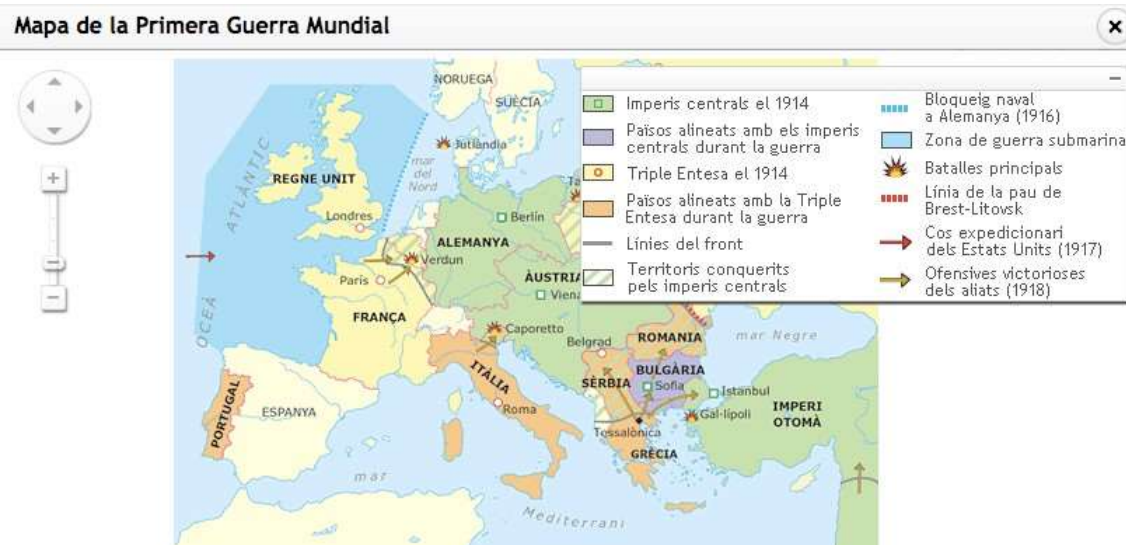 Mapa de la Primera Guerra Mundial
Imperis centrals el 1914
Països alineats amb els imperis
centrals durant la guerra
Triple Entesa el 1914
Països alineats amb la Triple
Entesa durant la guerra
Línies del front
Territoris conquerits
pels imperis centrals
Bloqueig naval
a Alemanya (1916)
Zona de guerra submarina
Batalles principals
Línia de la pau de
Brest-Litovsk
Cos expedicionari
dels Estats Units (1917)
Ofensives victorioses
dels aliats (1918)
NORUEGA
SUÈCIA
Jutlàndia
mar
del
Nord
OCEÀ
ATLÀNTIC
REGNE UNIT
Londres
Berlín
ALEMANYA
Verdun
París
FRANÇA
Viena
Caporetto
Belgrad
ROMANIA
mar Negre
ITÀLIA
SÈRBIA
BULGÀRIA
Sofia
Istanbul
Roma
Gal·lípoli
IMPERI
OTOMÀ
PORTUGAL
ESPANYA
Tessalònica
GRÈCIA
mar
Mediterrani